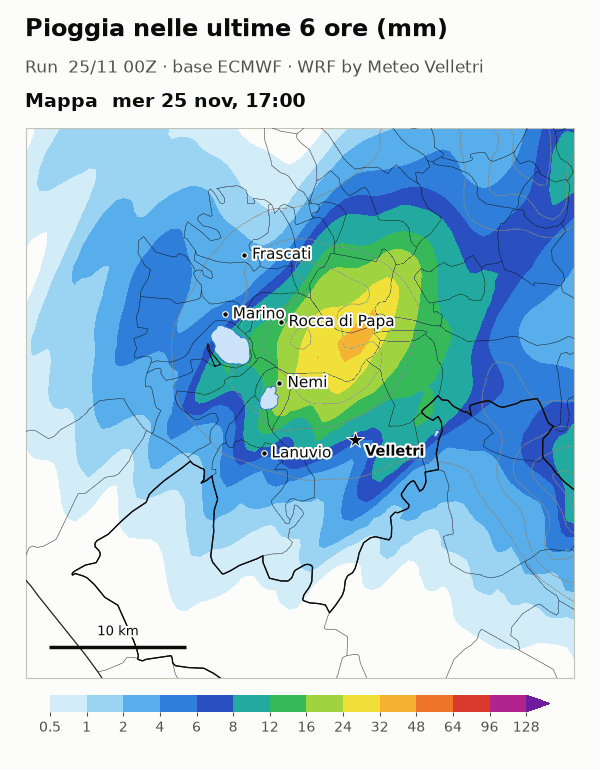 Pioggia nelle ultime 6 ore (mm)
Run  25/11 00Z · base ECMWF · WRF by Meteo Velletri
Mappa  mer 25 nov, 17:00
Frascati
Marino
Rocca di Papa
Nemi
Velletri
Lanuvio
10 km
0.5 1 2 4 6 8 12 16 24 32 48 64 96 128